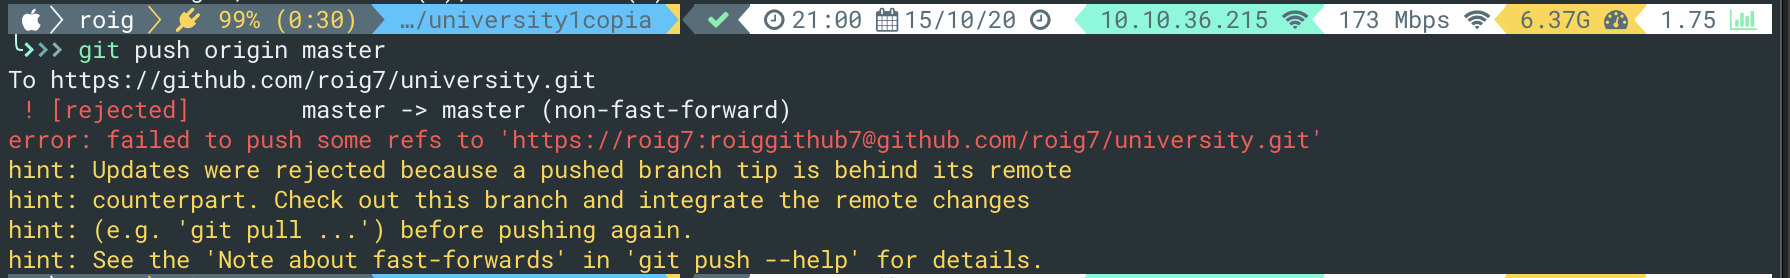 roig 99% (0:30) …/university1copia 21:00 15/10/20 10.10.36.215 173 Mbps 6.37G 1.75
git push origin master
To https://github.com/roig7/university.git
! [rejected] master -> master (non-fast-forward)
error: failed to push some refs to 'https://roig7:roiggithub7@github.com/roig7/university.git'
hint: Updates were rejected because a pushed branch tip is behind its remote
hint: counterpart. Check out this branch and integrate the remote changes
hint: (e.g. 'git pull ...') before pushing again.
hint: See the 'Note about fast-forwards' in 'git push --help' for details.